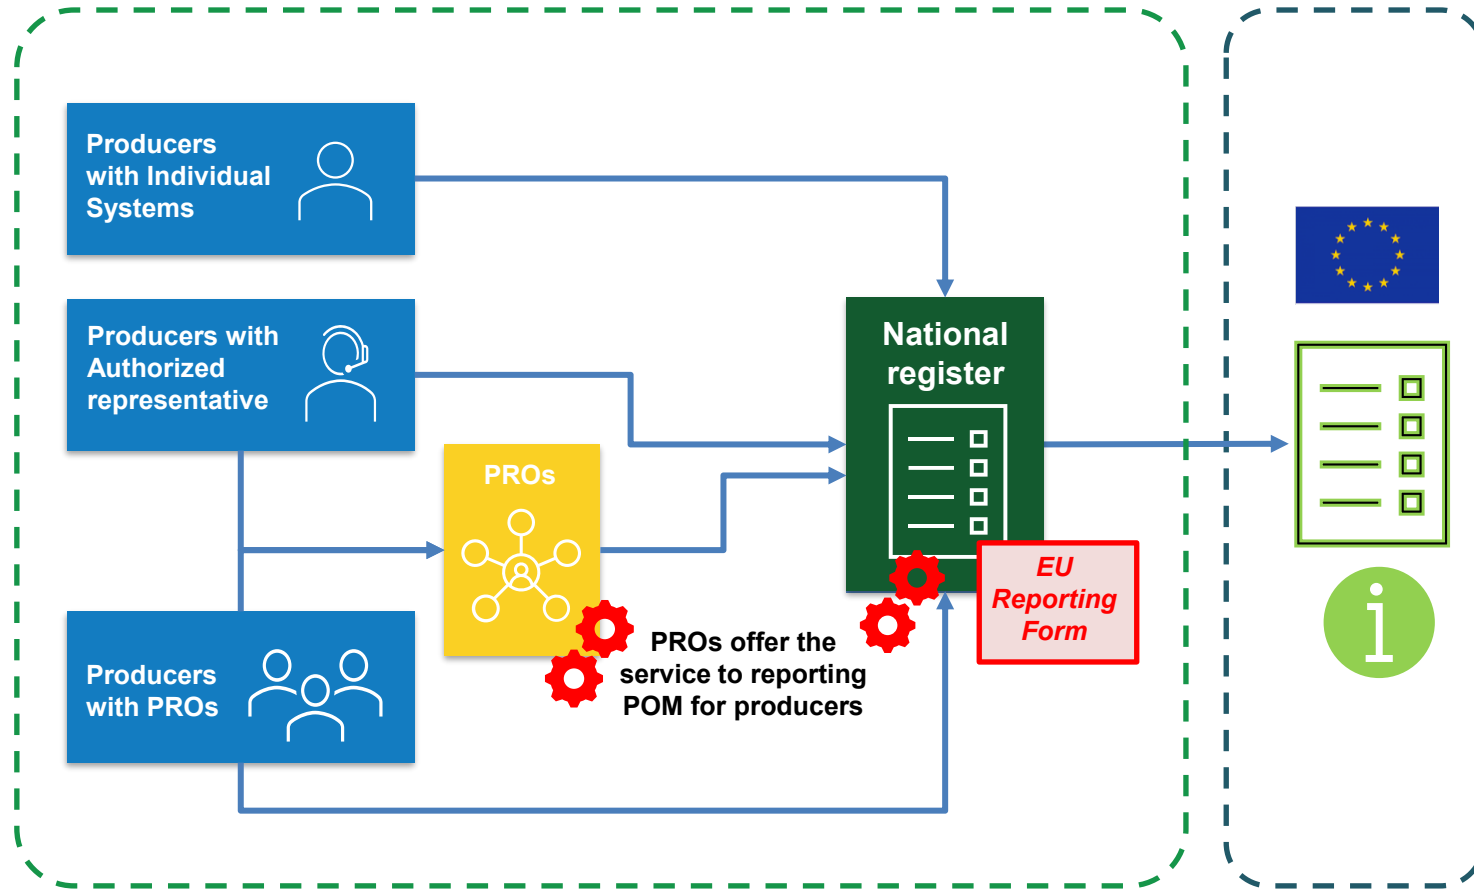 Producers
with Individual
Systems
Producers with
Authorized
representative
National
register
PROs
EU
Reporting
Form
PROs offer the
service to reporting
POM for producers
Producers
with PROs